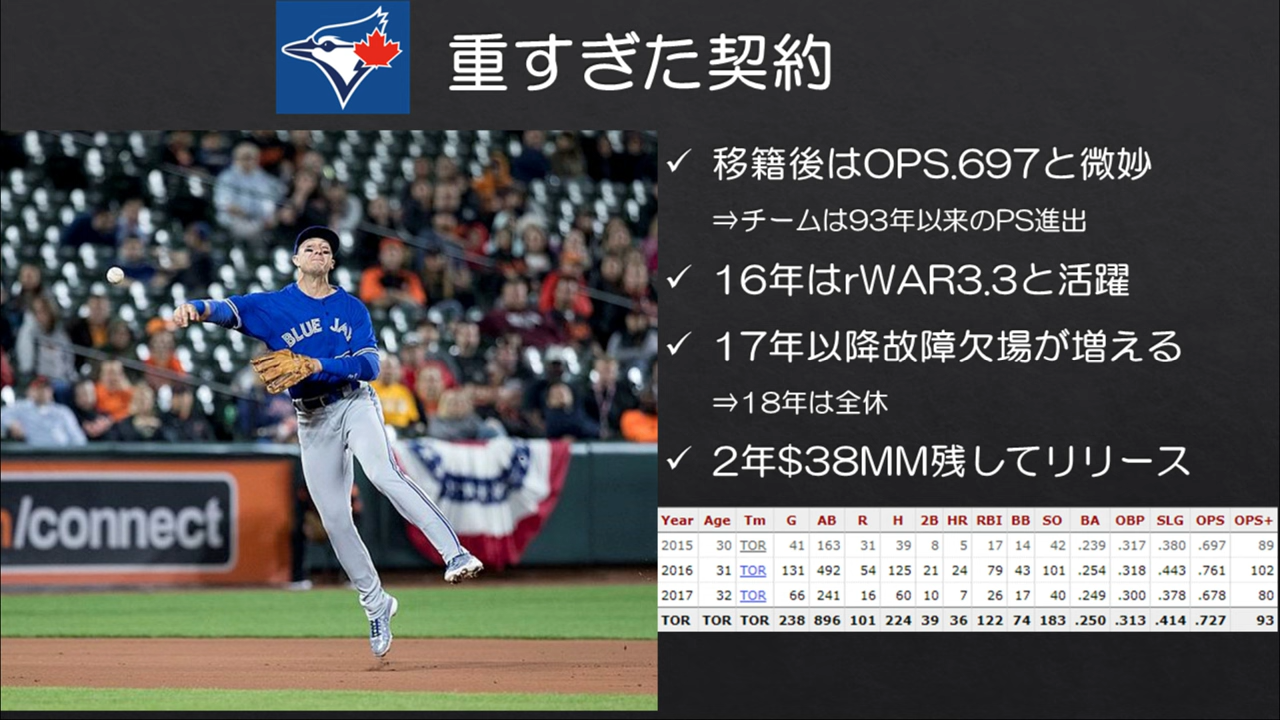 重すぎた契約
✓ 移籍後はOPS.697と微妙
⇒チームは93年以来のPS進出
✓ 16年はrWAR3.3と活躍
✓ 17年以降故障欠場が増える
⇒18年は全休
✓ 2年$38MM残してリリース
BLUE JA
/connect
Year Age Tm G AB R H 2B HR RBI BB SO BA OBP SLG OPS OPS+
2015 30 TOR 41 163 31 39 8 5 17 14 42 .239 .317 .380 .697 89
2016 31 TOR 131 492 54 125 21 24 79 43 101 .254 .318 .443 .761 102
2017 32 TOR 66 241 16 60 10 7 26 17 40 .249 .300 .378 .678 80
TOR TOR TOR 238 896 101 224 39 36 122 74 183 .250 .313 .414 .727 93